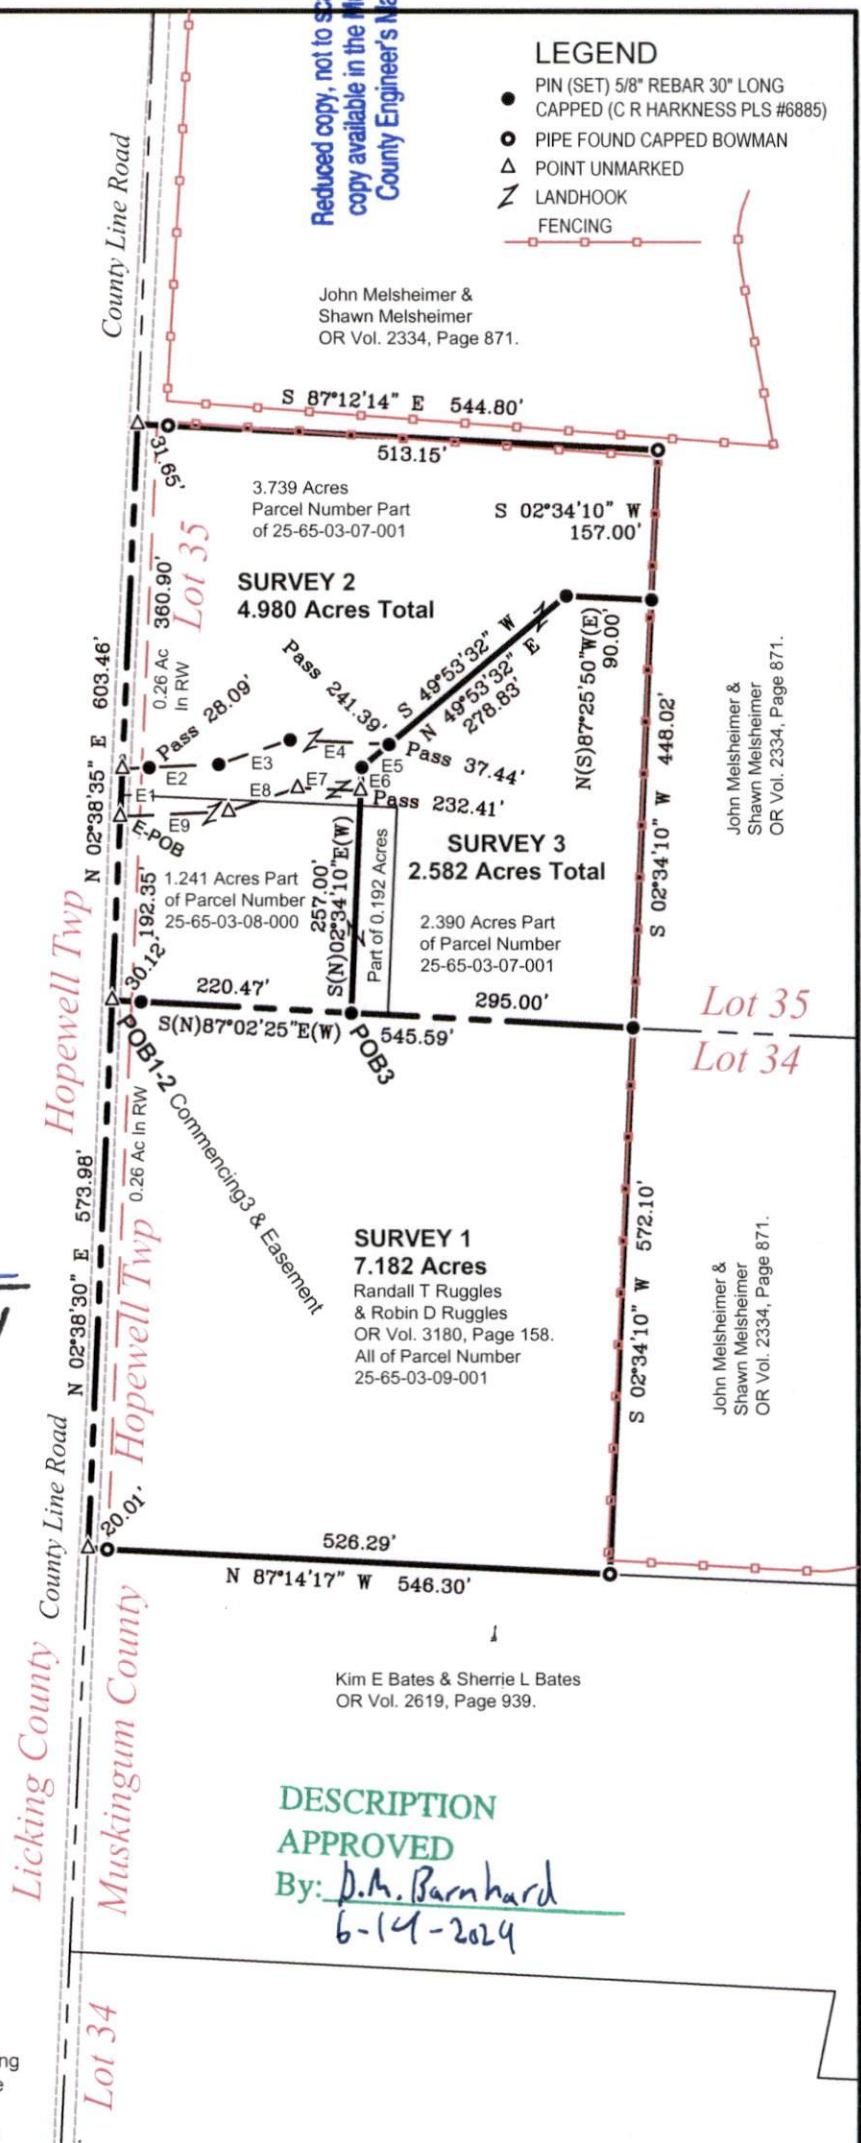 Reduced copy, not to
copy available in the
County Engineer's
LEGEND
PIN (SET) 5/8" REBAR 30" LONG
CAPPED (C R HARKNESS PLS #6885)
PIPE FOUND CAPPED BOWMAN
POINT UNMARKED
LANDHOOK
FENCING
County Line Road
John Melsheimer &
Shawn Melsheimer
OR Vol. 2334, Page 871.
S 87°12'14" E 544.80'
31.65'
513.15'
3.739 Acres
Parcel Number Part
of 25-65-03-07-001
S 02°34'10" W
157.00'
Lot 35
SURVEY 2
4.980 Acres Total
360.90'
0.26 Ac
In RW
N 02°38'35" E 603.46'
Pass 28.09'
Pass 241.39'
S 49°53'32" W
N 49°53'32" E
278.83'
N(S)87°25'50"W(E)
90.00'
S 02°34'10" W 448.02'
John Melsheimer &
Shawn Melsheimer
OR Vol. 2334, Page 871.
E1
E2
E3
E4
E5
E6
E7
E8
E9
Pass 37.44'
Pass 232.41'
E-POB
192.35'
30.12'
1.241 Acres Part
of Parcel Number
25-65-03-08-000
257.00'
S(N)02°34'10"E(W)
Part of 0.192 Acres
SURVEY 3
2.582 Acres Total
2.390 Acres Part
of Parcel Number
25-65-03-07-001
Hopewell Twp
220.47'
295.00'
S(N)87°02'25"E(W)
545.59'
Lot 35
Lot 34
POB1-2 Commencing3 & Easement
POB3
0.26 Ac In RW
Hopewell Twp
N 02°38'30" E 573.98'
SURVEY 1
7.182 Acres
Randall T Ruggles
& Robin D Ruggles
OR Vol. 3180, Page 158.
All of Parcel Number
25-65-03-09-001
S 02°34'10" W 572.10'
John Melsheimer &
Shawn Melsheimer
OR Vol. 2334, Page 871.
County Line Road
20.01'
526.29'
N 87°14'17" W 546.30'
Licking County
Muskingum County
Kim E Bates & Sherrie L Bates
OR Vol. 2619, Page 939.
DESCRIPTION
APPROVED
By: D.M. Barnhard
6-14-2024
Lot 34